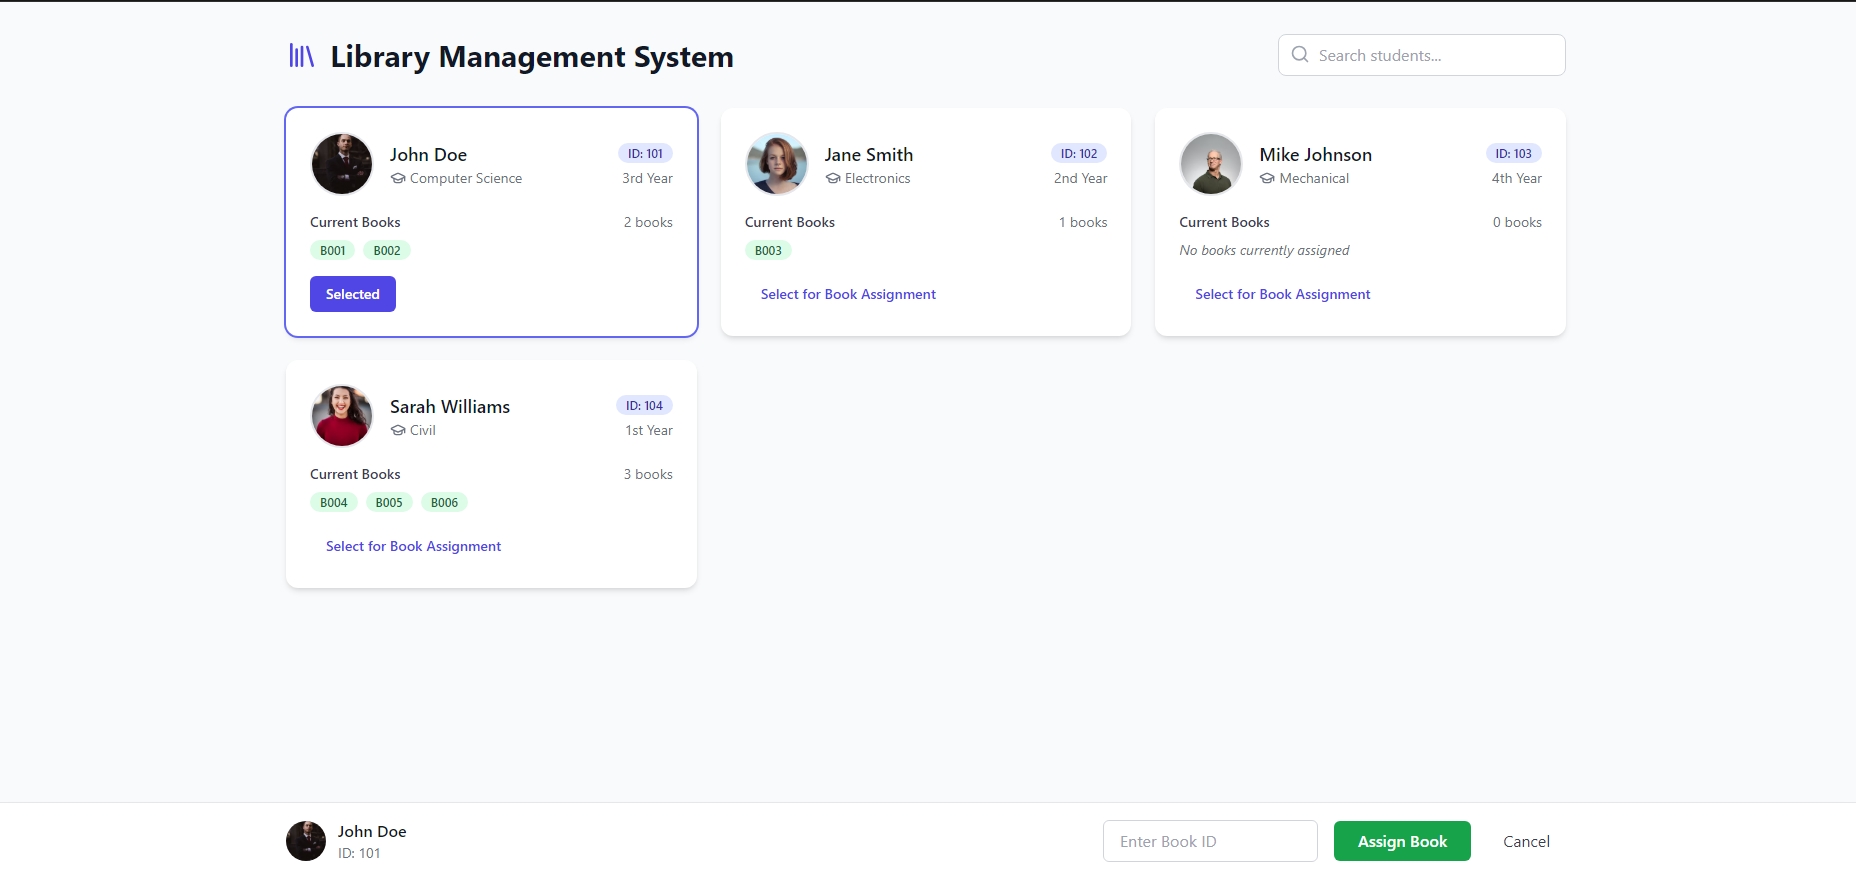 Library Management System
Search students...
John Doe
ID: 101
Computer Science
3rd Year
Current Books
2 books
B001 B002
Selected
Jane Smith
ID: 102
Electronics
2nd Year
Current Books
1 books
B003
Select for Book Assignment
Mike Johnson
ID: 103
Mechanical
4th Year
Current Books
0 books
No books currently assigned
Select for Book Assignment
Sarah Williams
ID: 104
Civil
1st Year
Current Books
3 books
B004 B005 B006
Select for Book Assignment
John Doe
ID: 101
Enter Book ID
Assign Book
Cancel